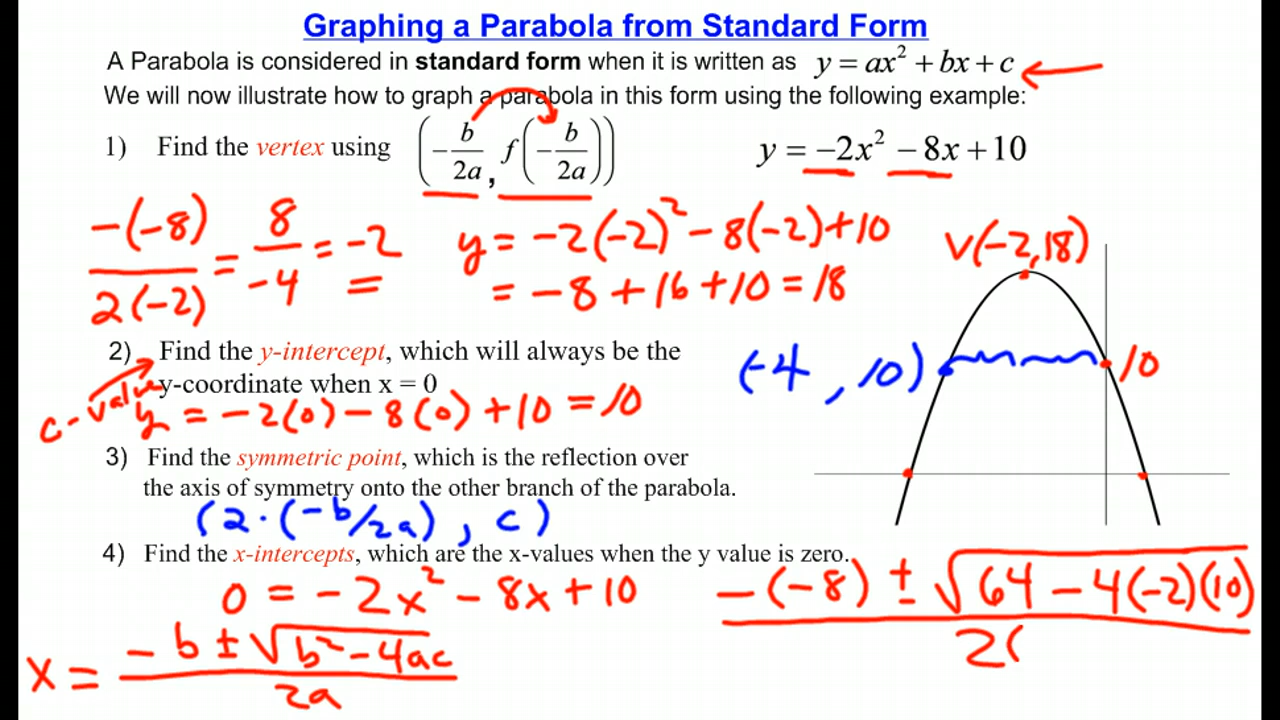 Graphing a Parabola from Standard Form
A Parabola is considered in standard form when it is written as y = ax² + bx + c
We will now illustrate how to graph a parabola in this form using the following example:
1) Find the vertex using (-b/2a, f(-b/2a)) y = -2x² - 8x + 10
-(-8)/2(-2) = 8/-4 = -2 y = -2(-2)² - 8(-2) + 10
= -8 + 16 + 10 = 18
V(-2, 18)
2) Find the y-intercept, which will always be the
y-coordinate when x = 0
c-value
y = -2(0) - 8(0) + 10 = 10
(-4, 10) 10
3) Find the symmetric point, which is the reflection over
the axis of symmetry onto the other branch of the parabola.
(2·(-b/2a), c)
4) Find the x-intercepts, which are the x-values when the y value is zero.
0 = -2x² - 8x + 10
x = -b ± √(b² - 4ac)/2a
-(-8) ± √(64 - 4(-2)(10))/2(